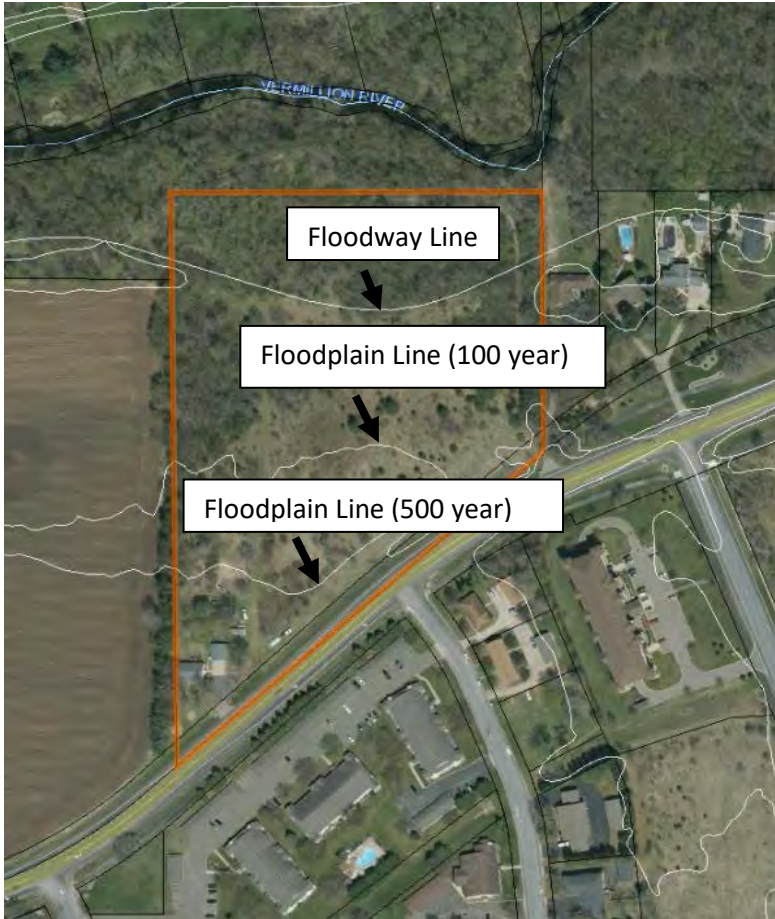 VERMILLION RIVER
Floodway Line
Floodplain Line (100 year)
Floodplain Line (500 year)